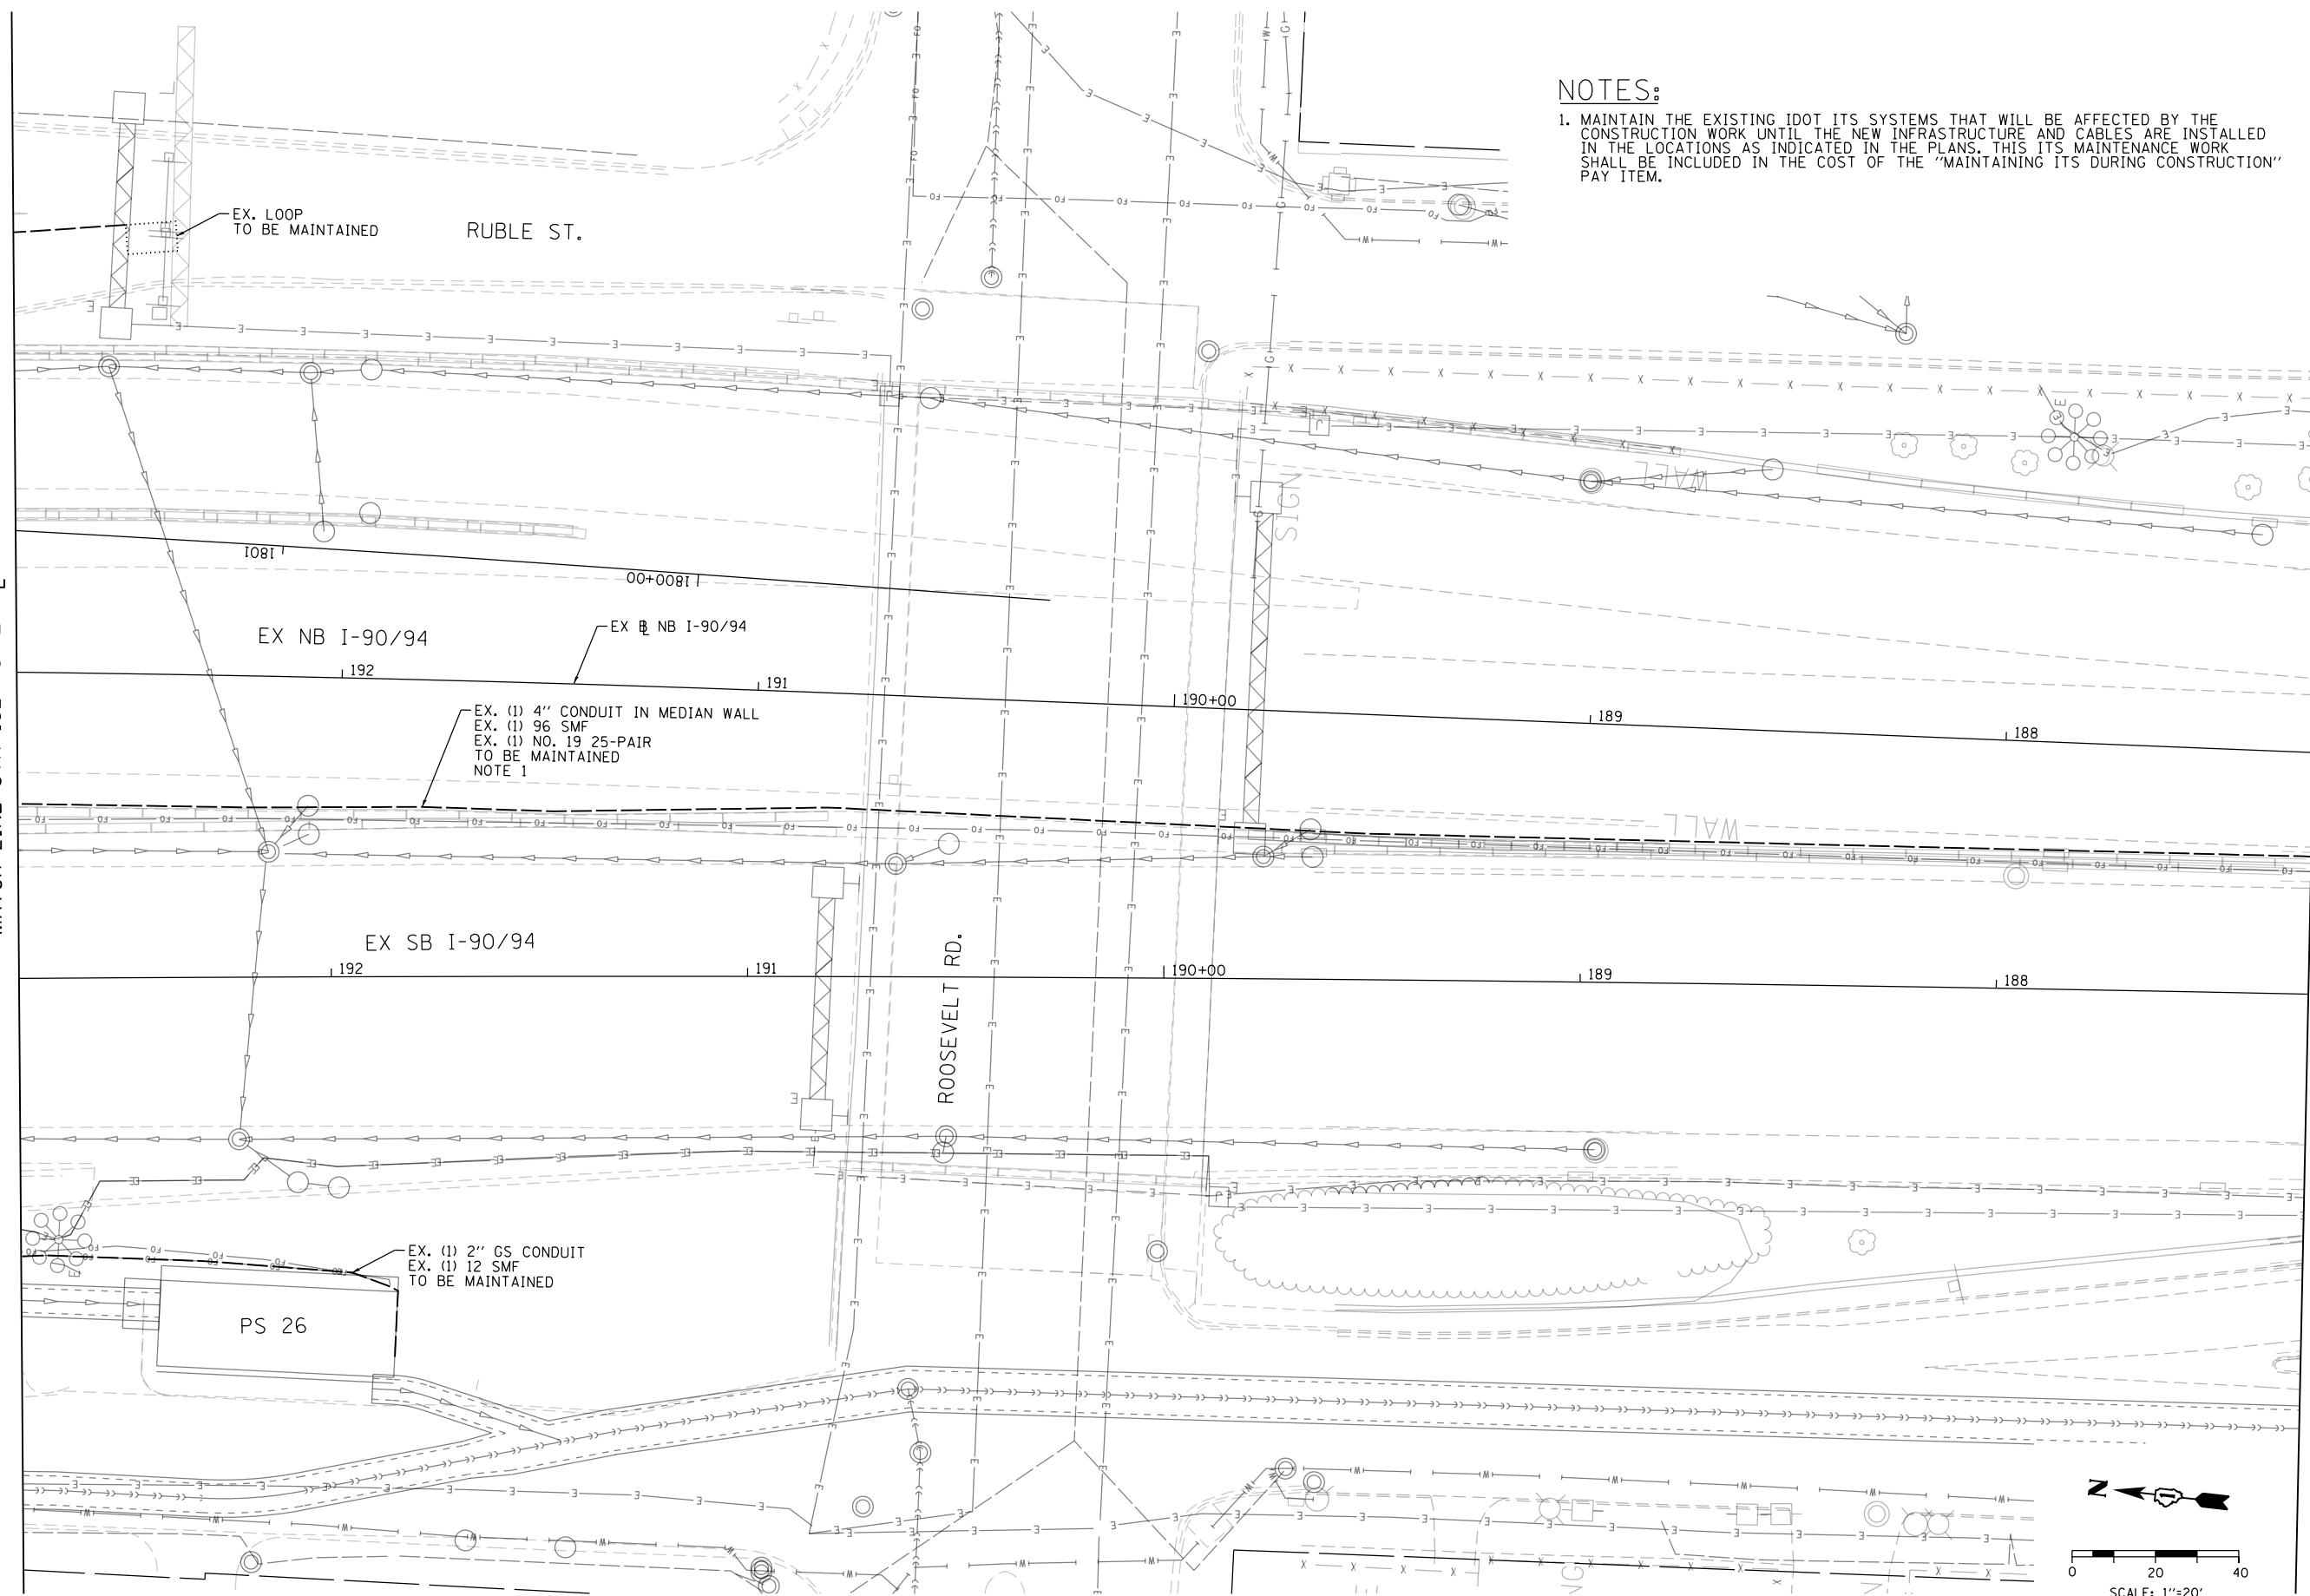 NOTES:
1. MAINTAIN THE EXISTING IDOT ITS SYSTEMS THAT WILL BE AFFECTED BY THE
CONSTRUCTION WORK UNTIL THE NEW INFRASTRUCTURE AND CABLES ARE INSTALLED
IN THE LOCATIONS AS INDICATED IN THE PLANS. THIS ITS MAINTENANCE WORK
SHALL BE INCLUDED IN THE COST OF THE "MAINTAINING ITS DURING CONSTRUCTION"
PAY ITEM.
EX. LOOP
TO BE MAINTAINED
RUBLE ST.
WALL
SIGN
1801
1800+00
EX NB I-90/94
EX BL NB I-90/94
192
191
190+00
189
188
EX. (1) 4" CONDUIT IN MEDIAN WALL
EX. (1) 96 SMF
EX. (1) NO. 19 25-PAIR
TO BE MAINTAINED
NOTE 1
WALL
EX SB I-90/94
192
191
190+00
189
188
ROOSEVELT RD.
EX. (1) 2" GS CONDUIT
EX. (1) 12 SMF
TO BE MAINTAINED
PS 26
N
0 20 40
SCALE: 1"=20'